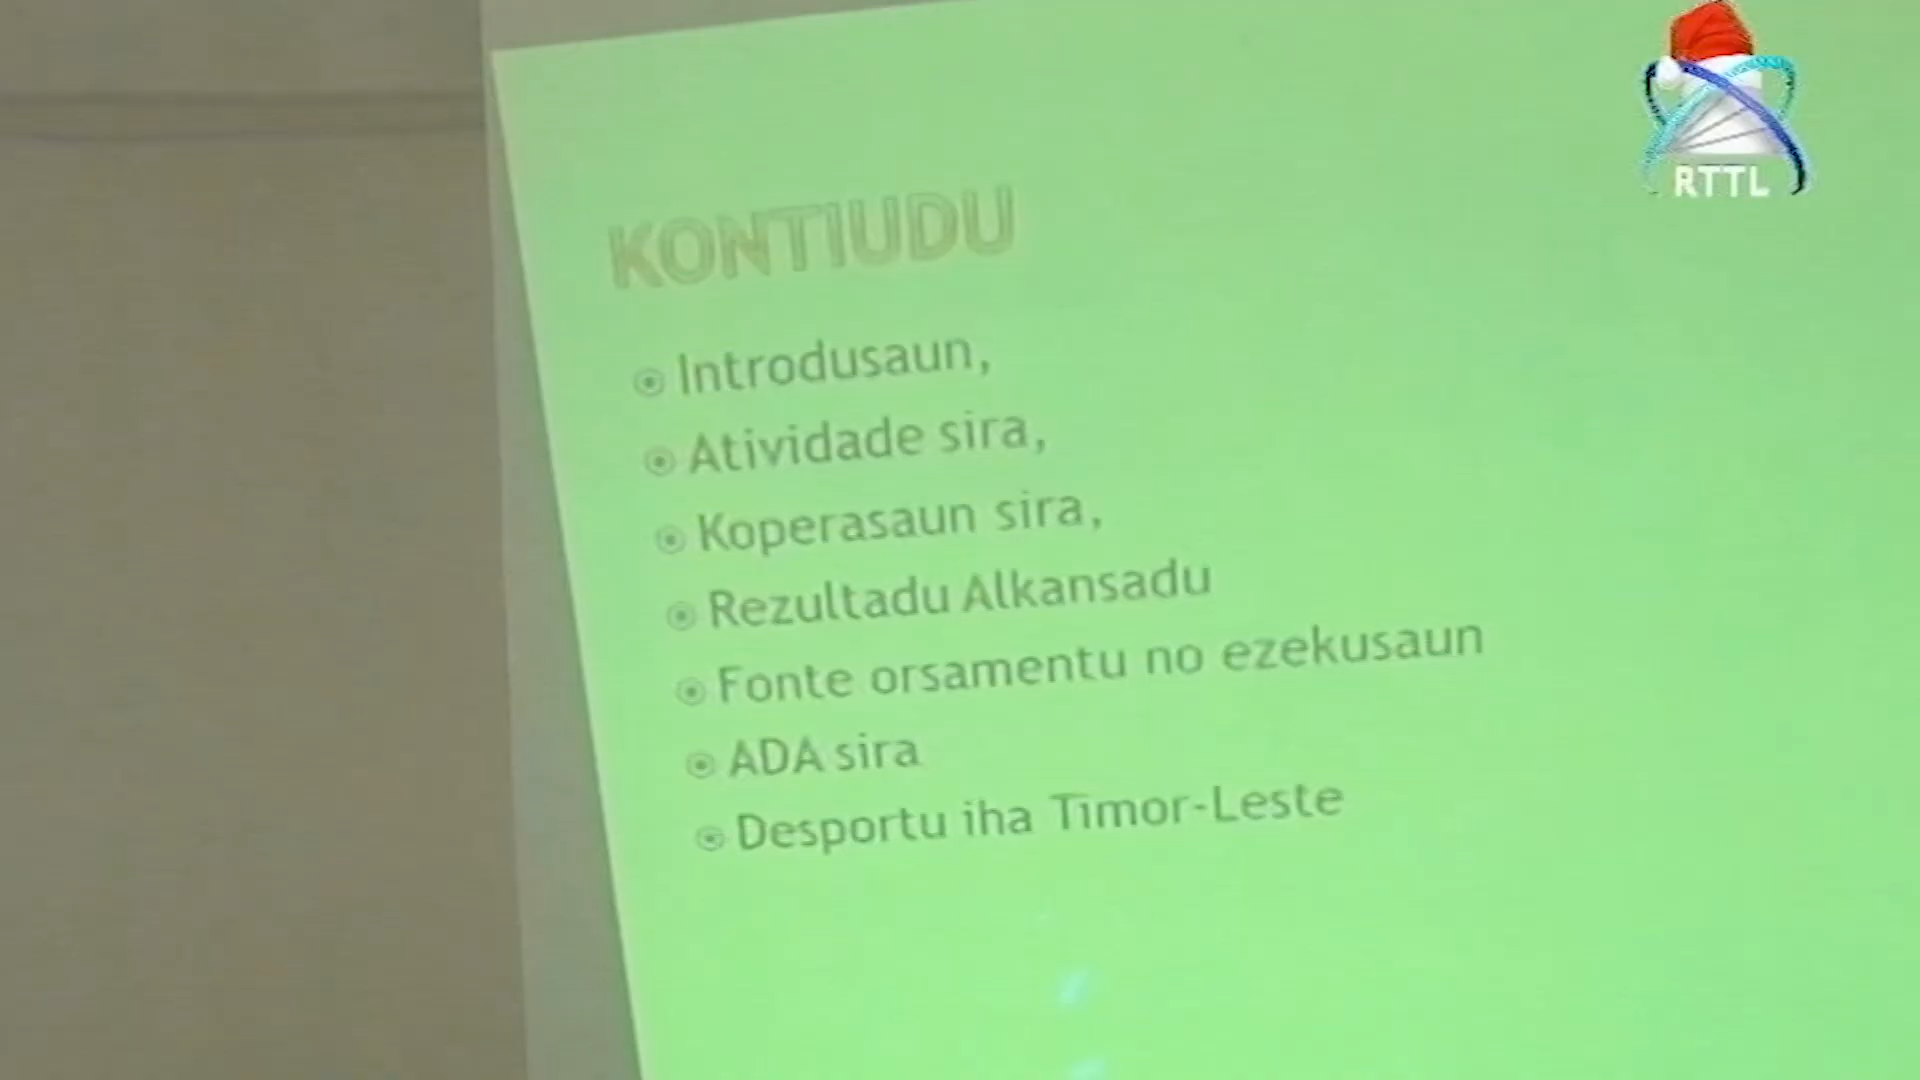 RTTL
KONTIUDU
Introdusaun,
Atividade sira,
Koperasaun sira,
Rezultadu Alkansadu
Fonte orsamentu no ezekusaun
ADA sira
Desportu iha Timor-Leste